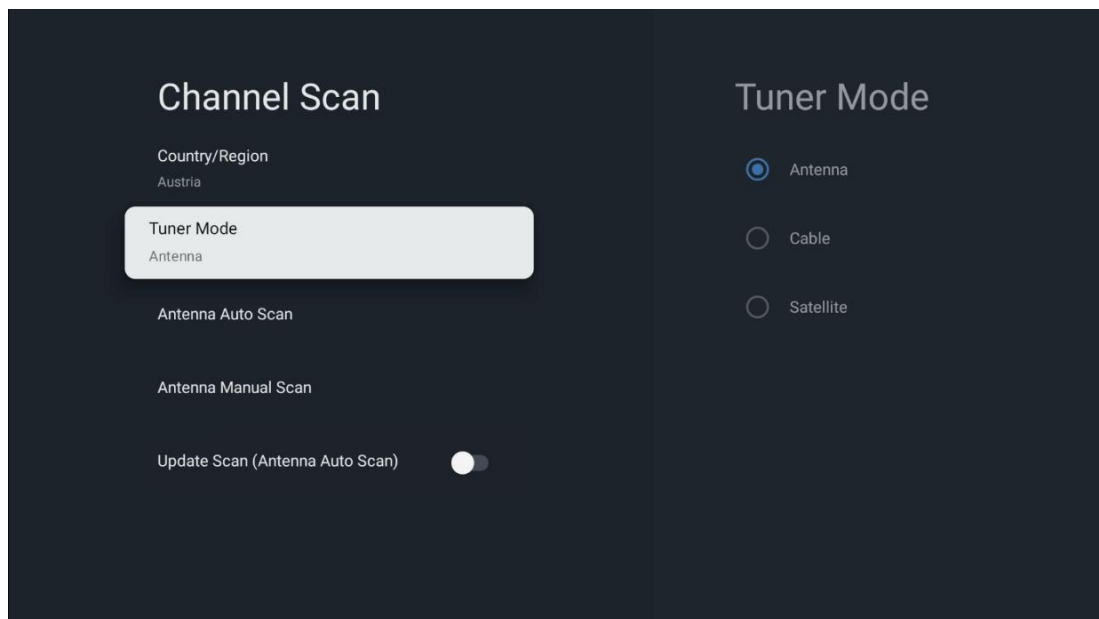 Channel Scan
Country/Region
Austria
Tuner Mode
Antenna
Antenna Auto Scan
Antenna Manual Scan
Update Scan (Antenna Auto Scan)
Tuner Mode
Antenna
Cable
Satellite